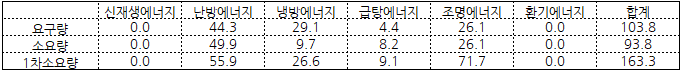 신재생에너지 난방에너지 냉방에너지 급탕에너지 조명에너지 환기에너지 합계
요구량 0.0 44.3 29.1 4.4 26.1 0.0 103.8
소요량 0.0 49.9 9.7 8.2 26.1 0.0 93.8
1차소요량 0.0 55.9 26.6 9.1 71.7 0.0 163.3